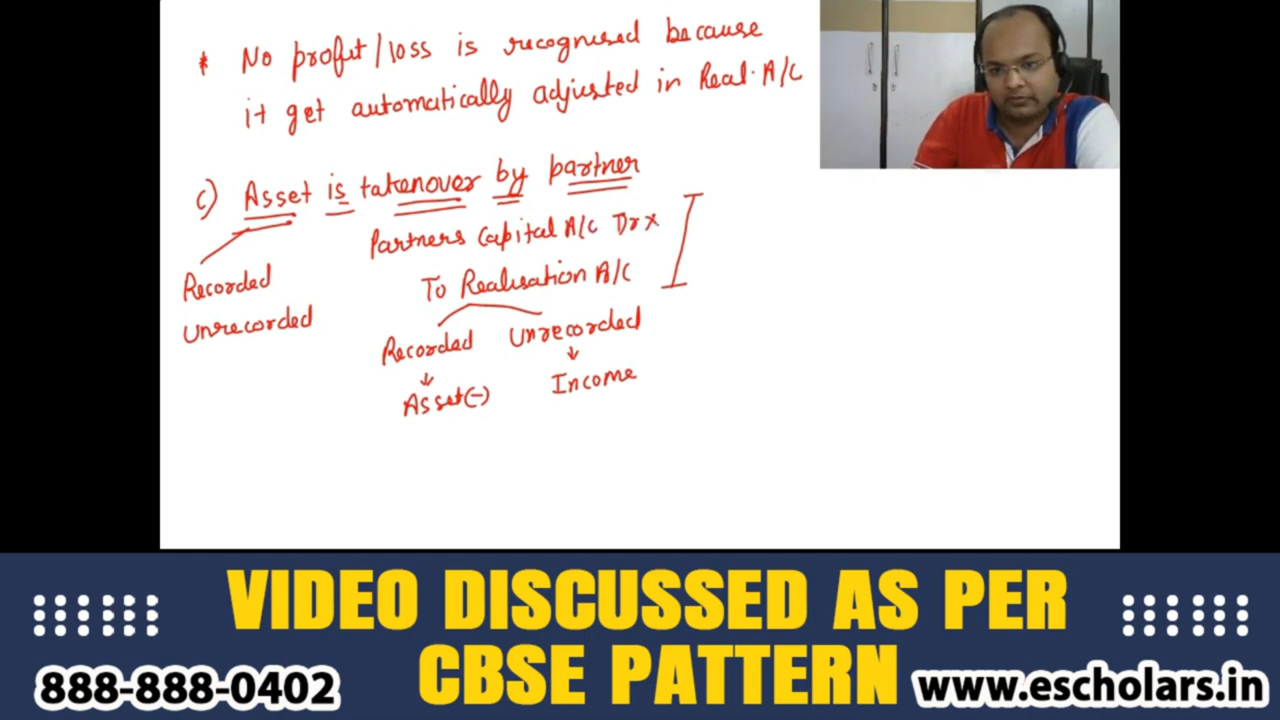 * No profit/loss is recognised because
it get automatically adjusted in Real. A/C
c) Asset is takenover by partner
Recorded
Unrecorded
Partners Capital A/C Dr x
To Realisation A/C
Recorded Unrecorded
Asset(-) Income
VIDEO DISCUSSED AS PER
CBSE PATTERN
888-888-0402
www.escholars.in